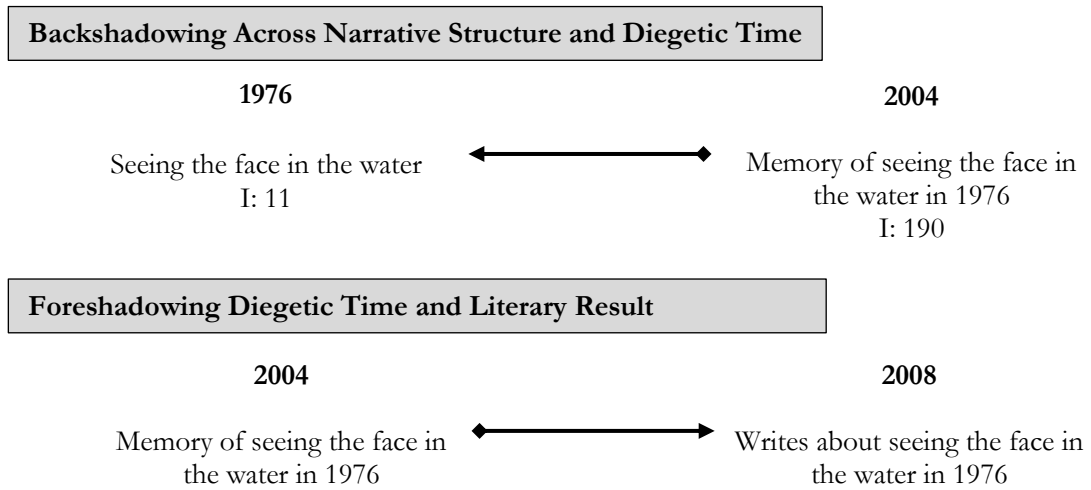 Backshadowing Across Narrative Structure and Diegetic Time
1976
2004
Seeing the face in the water
I: 11
Memory of seeing the face in
the water in 1976
I: 190
Foreshadowing Diegetic Time and Literary Result
2004
2008
Memory of seeing the face in
the water in 1976
Writes about seeing the face in
the water in 1976